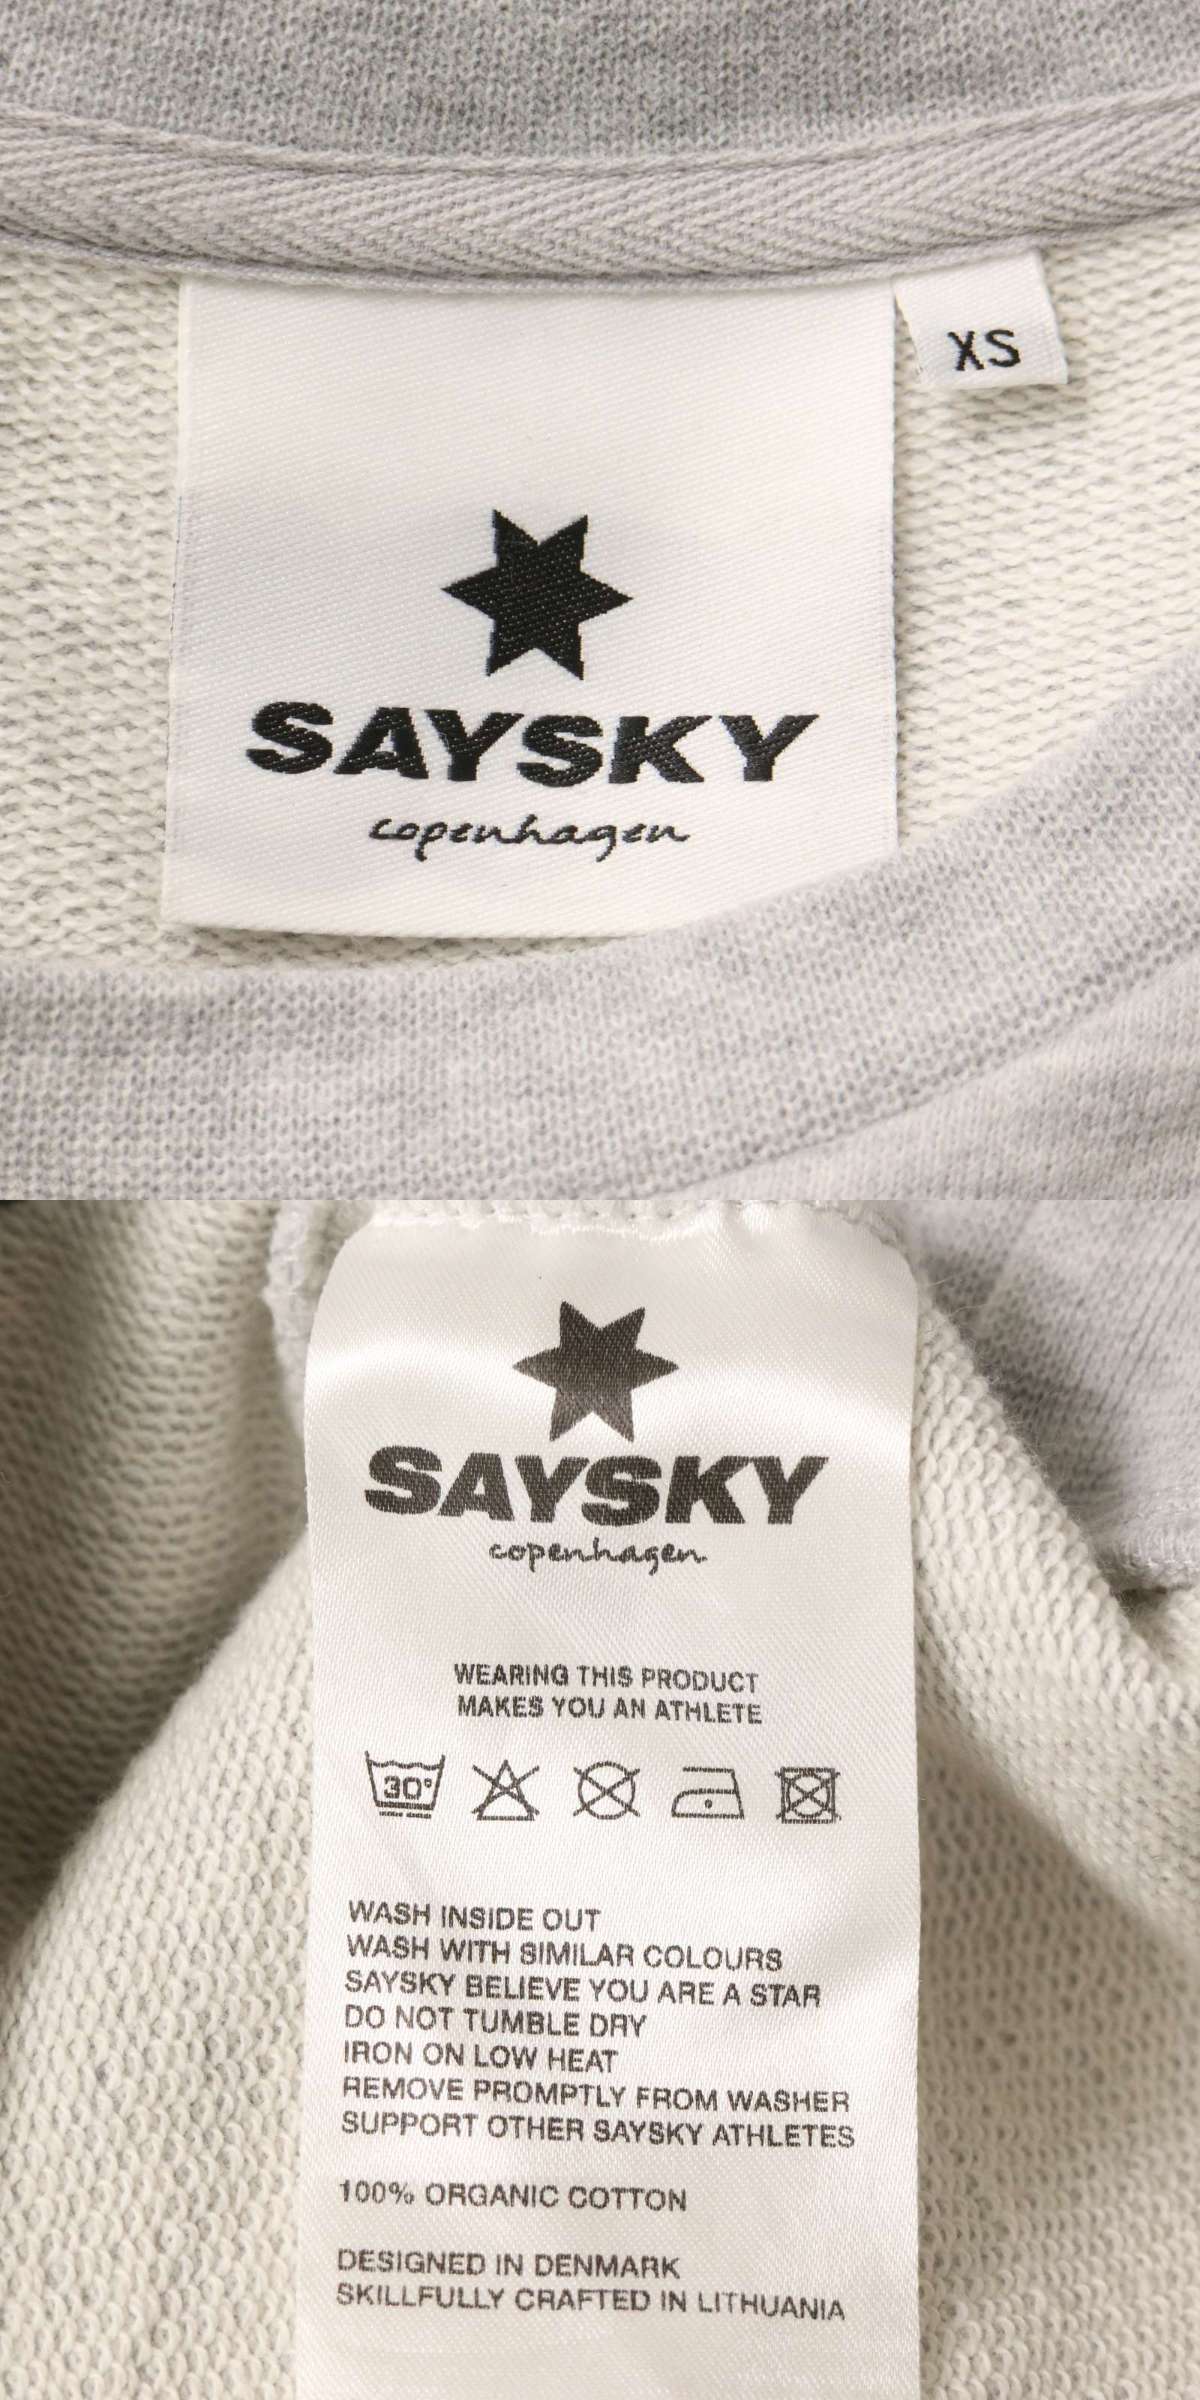 XS
SAYSKY
copenhagen
SAYSKY
copenhagen
WEARING THIS PRODUCT
MAKES YOU AN ATHLETE
30°
WASH INSIDE OUT
WASH WITH SIMILAR COLOURS
SAYSKY BELIEVE YOU ARE A STAR
DO NOT TUMBLE DRY
IRON ON LOW HEAT
REMOVE PROMPTLY FROM WASHER
SUPPORT OTHER SAYSKY ATHLETES
100% ORGANIC COTTON
DESIGNED IN DENMARK
SKILLFULLY CRAFTED IN LITHUANIA